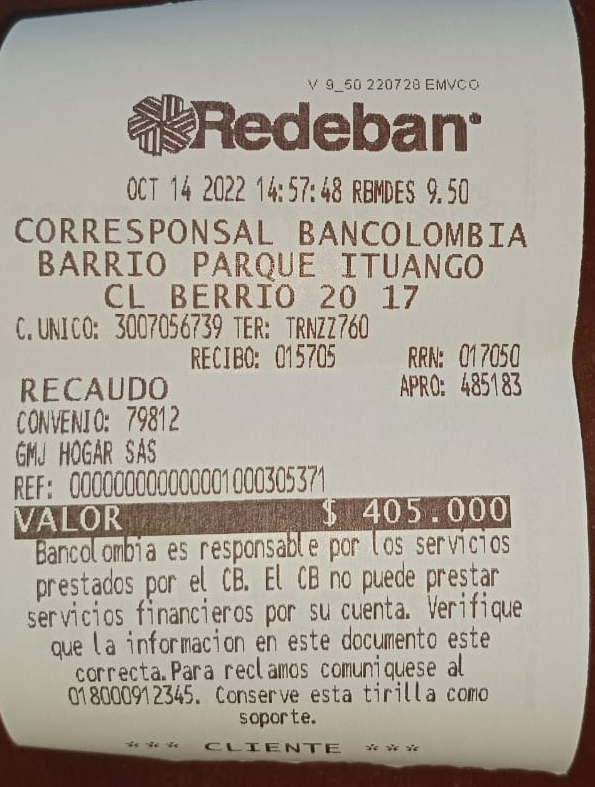 V 9_50 220728 EMVCO
Redeban
OCT 14 2022 14:57:48 RBMDES 9.50
CORRESPONSAL BANCOLOMBIA
BARRIO PARQUE ITUANGO
CL BERRIO 20 17
C.UNICO: 3007056739 TER: TRNZZ760
RECIBO: 015705 RRN: 017050
RECAUDO APRO: 485183
CONVENIO: 79812
GMJ HOGAR SAS
REF: 000000000000001000305371
VALOR $ 405.000
Bancolombia es responsable por los servicios
prestados por el CB. El CB no puede prestar
servicios financieros por su cuenta. Verifique
que la informacion en este documento este
correcta.Para reclamos comuniquese al
018000912345. Conserve esta tirilla como
soporte.
*** CLIENTE ***